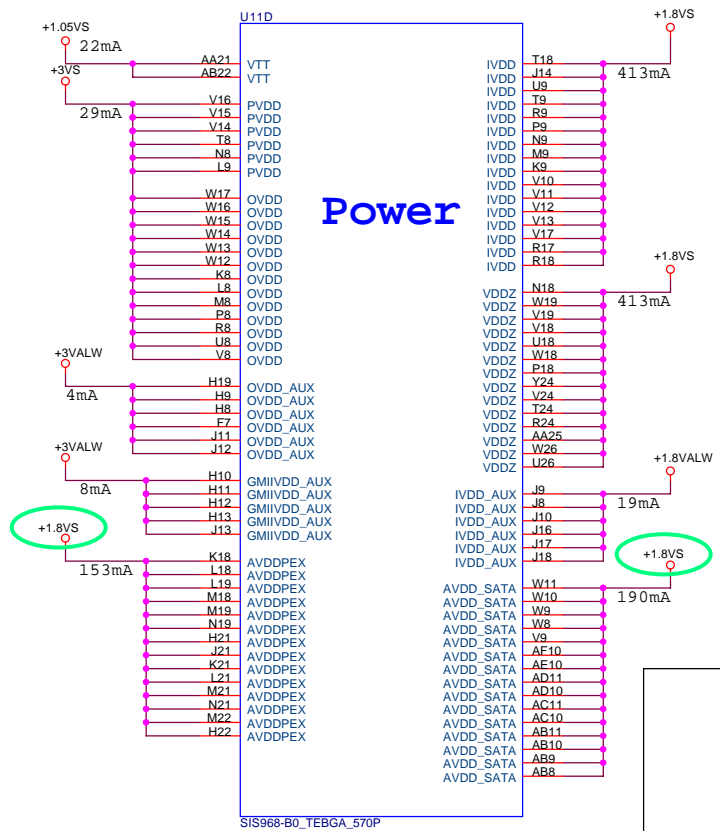 U11D
+1.05VS
22mA
AA21 VTT
AB22 VTT
+3VS
29mA
V16 PVDD
V15 PVDD
V14 PVDD
T8 PVDD
N8 PVDD
L9 PVDD
W17 OVDD
W16 OVDD
W15 OVDD
W14 OVDD
W13 OVDD
W12 OVDD
K8 OVDD
L8 OVDD
M8 OVDD
P8 OVDD
R8 OVDD
U8 OVDD
V8 OVDD
+3VALW
4mA
H19 OVDD_AUX
H9 OVDD_AUX
H8 OVDD_AUX
F7 OVDD_AUX
J11 OVDD_AUX
J12 OVDD_AUX
+3VALW
8mA
H10 GMIIVDD_AUX
H11 GMIIVDD_AUX
H12 GMIIVDD_AUX
H13 GMIIVDD_AUX
J13 GMIIVDD_AUX
+1.8VS
153mA
K18 AVDDPEX
L18 AVDDPEX
L19 AVDDPEX
M18 AVDDPEX
M19 AVDDPEX
N19 AVDDPEX
H21 AVDDPEX
J21 AVDDPEX
K21 AVDDPEX
L21 AVDDPEX
M21 AVDDPEX
N21 AVDDPEX
M22 AVDDPEX
H22 AVDDPEX
Power
+1.8VS
413mA
IVDD T18
IVDD J14
IVDD U9
IVDD T9
IVDD R9
IVDD P9
IVDD N9
IVDD M9
IVDD K9
IVDD V10
IVDD V11
IVDD V12
IVDD V13
IVDD V17
IVDD R17
IVDD R18
+1.8VS
413mA
VDDZ N18
VDDZ W19
VDDZ V19
VDDZ V18
VDDZ U18
VDDZ W18
VDDZ P18
VDDZ Y24
VDDZ V24
VDDZ T24
VDDZ R24
VDDZ AA25
VDDZ W26
VDDZ U26
+1.8VALW
19mA
IVDD_AUX J9
IVDD_AUX J8
IVDD_AUX J10
IVDD_AUX J16
IVDD_AUX J17
IVDD_AUX J18
+1.8VS
190mA
AVDD_SATA W11
AVDD_SATA W10
AVDD_SATA W9
AVDD_SATA W8
AVDD_SATA V9
AVDD_SATA AF10
AVDD_SATA AE10
AVDD_SATA AD11
AVDD_SATA AD10
AVDD_SATA AC11
AVDD_SATA AC10
AVDD_SATA AB11
AVDD_SATA AB10
AVDD_SATA AB9
AVDD_SATA AB8
SIS968-B0_TEBGA_570P